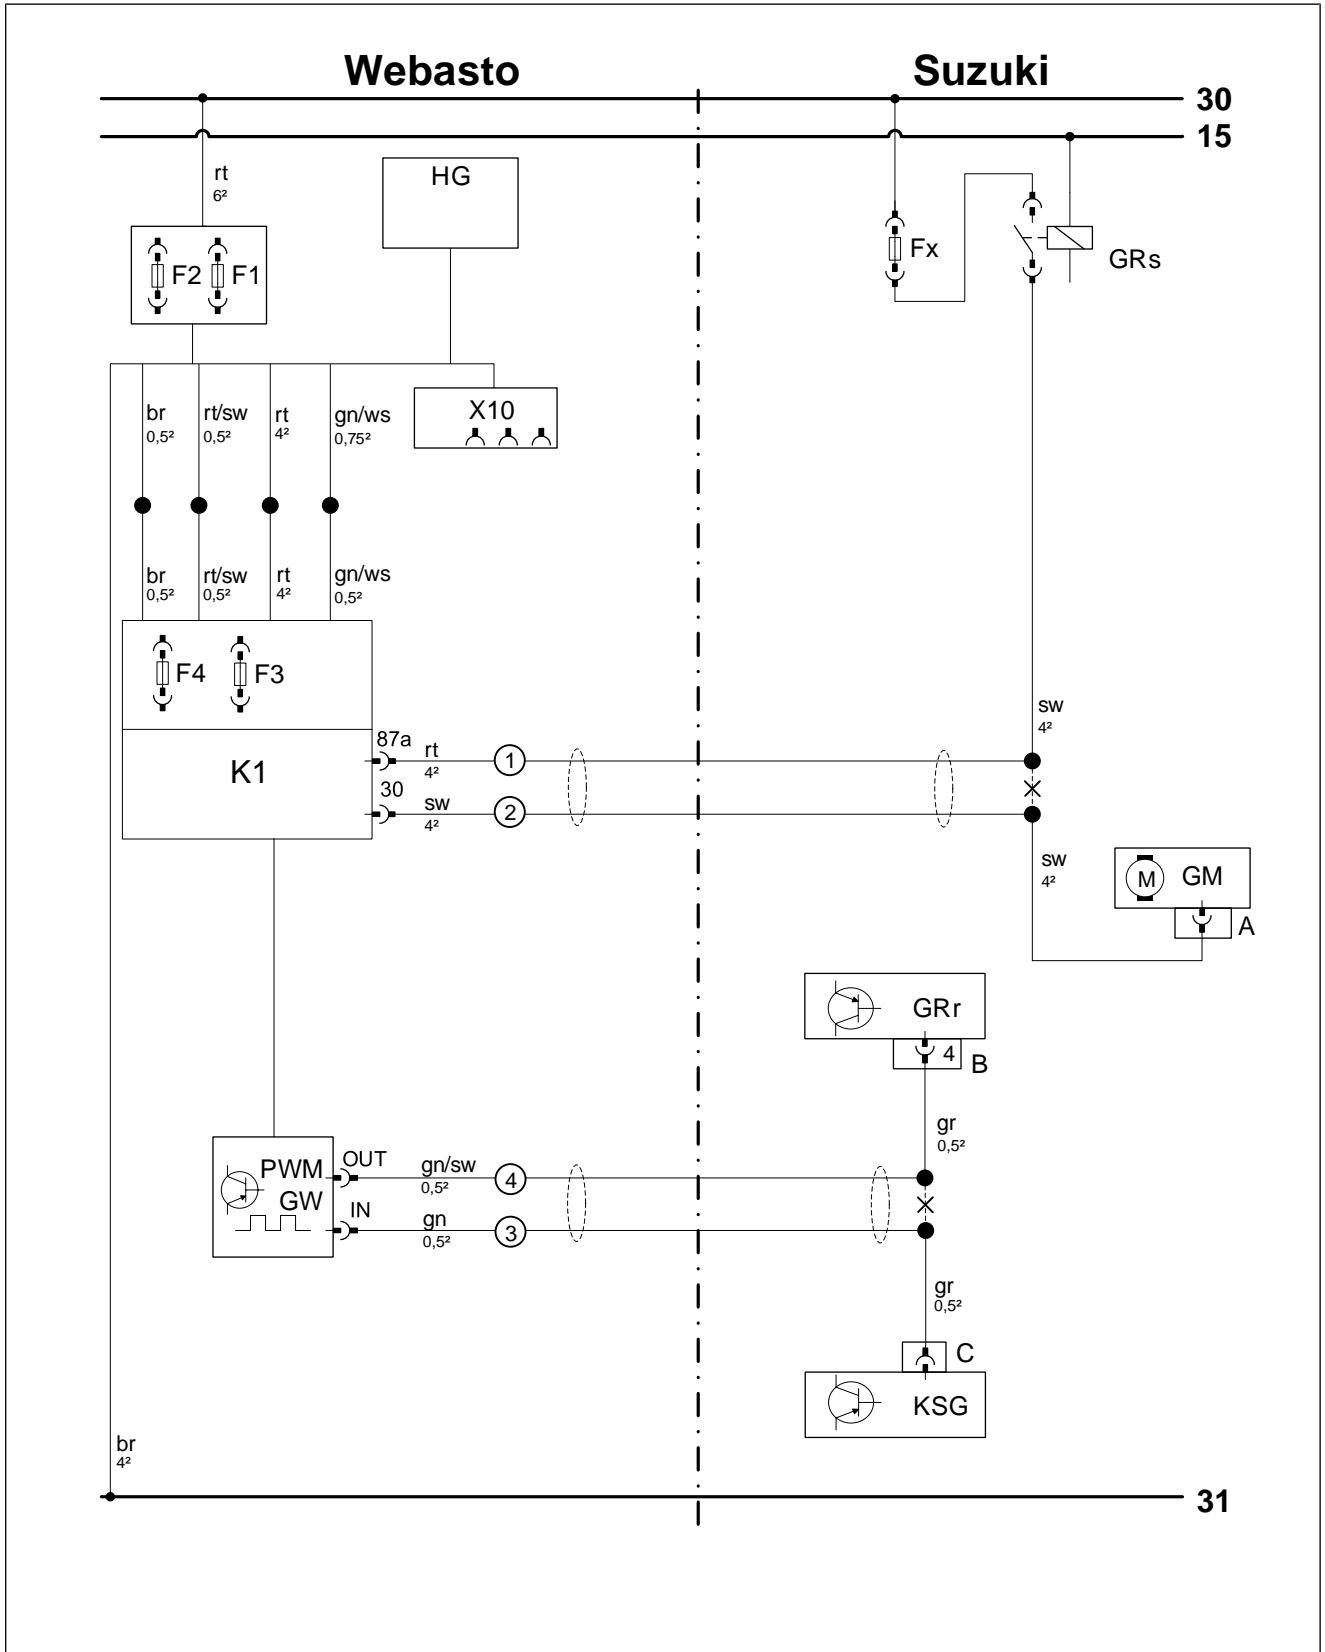 Webasto Suzuki
30
15
rt
6²
HG
F2 F1
Fx
GRs
X10
br
0,5²
rt/sw
0,5²
rt
4²
gn/ws
0,75²
br
0,5²
rt/sw
0,5²
rt
4²
gn/ws
0,5²
F4 F3
K1
87a
rt
4²
1
30
sw
4²
2
sw
4²
sw
4²
M GM
A
GRr
4
B
gr
0,5²
PWM
GW
OUT
gn/sw
0,5²
4
IN
gn
0,5²
3
gr
0,5²
C
KSG
br
4²
31